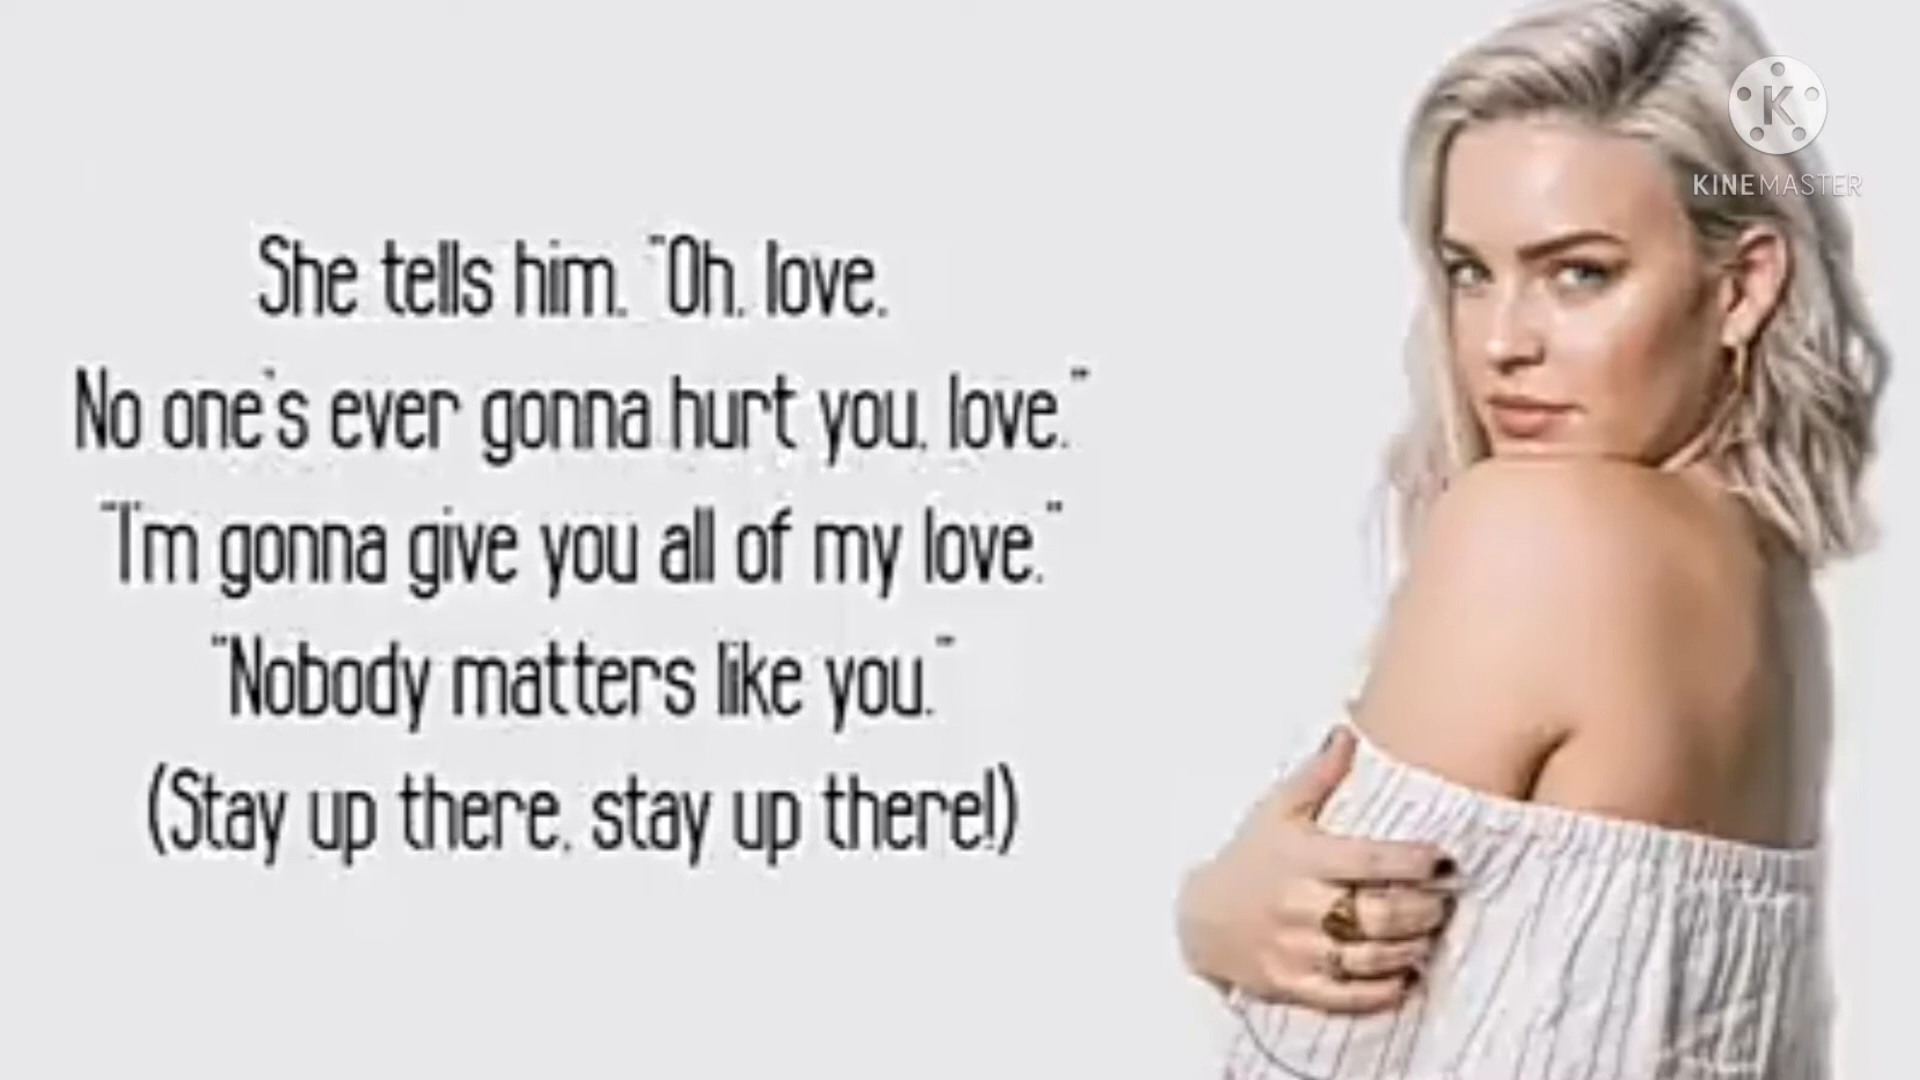 She tells him, "Oh, love,
No one's ever gonna hurt you, love."
"I'm gonna give you all of my love."
"Nobody matters like you."
(Stay up there, stay up there!)
K
KINEMASTER